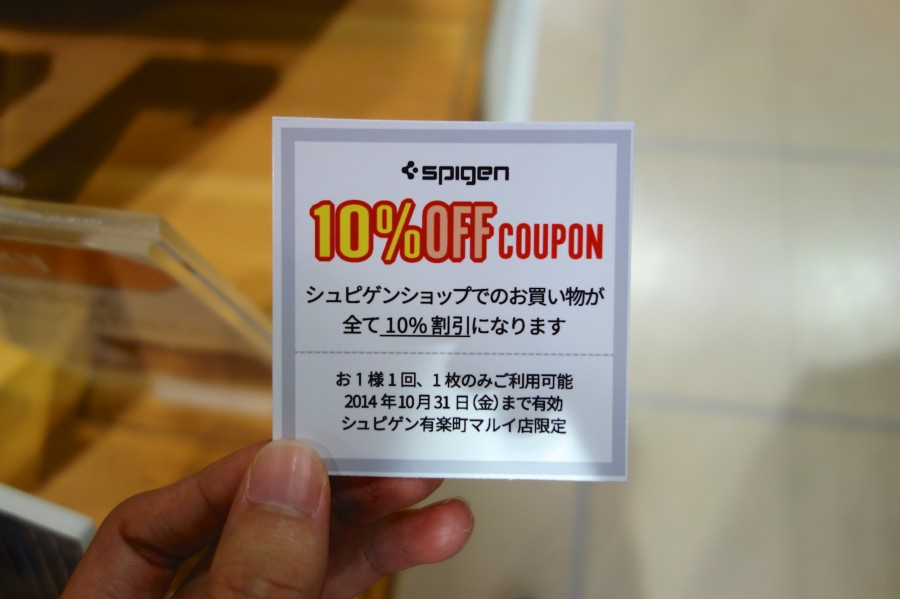 spigen
10%OFF COUPON
シュピゲンショップでのお買い物が
全て 10% 割引になります
お1様1回、1枚のみご利用可能
2014年10月31日(金)まで有効
シュピゲン有楽町マルイ店限定